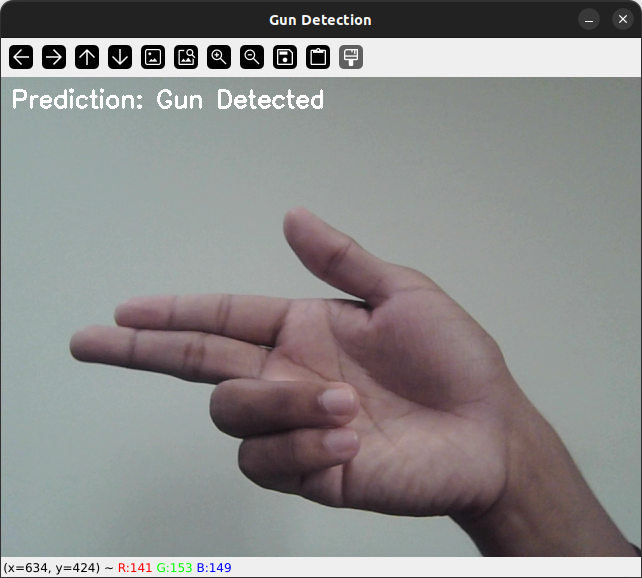 Gun Detection
Prediction: Gun Detected
(x=634, y=424) ~ R:141 G:153 B:149